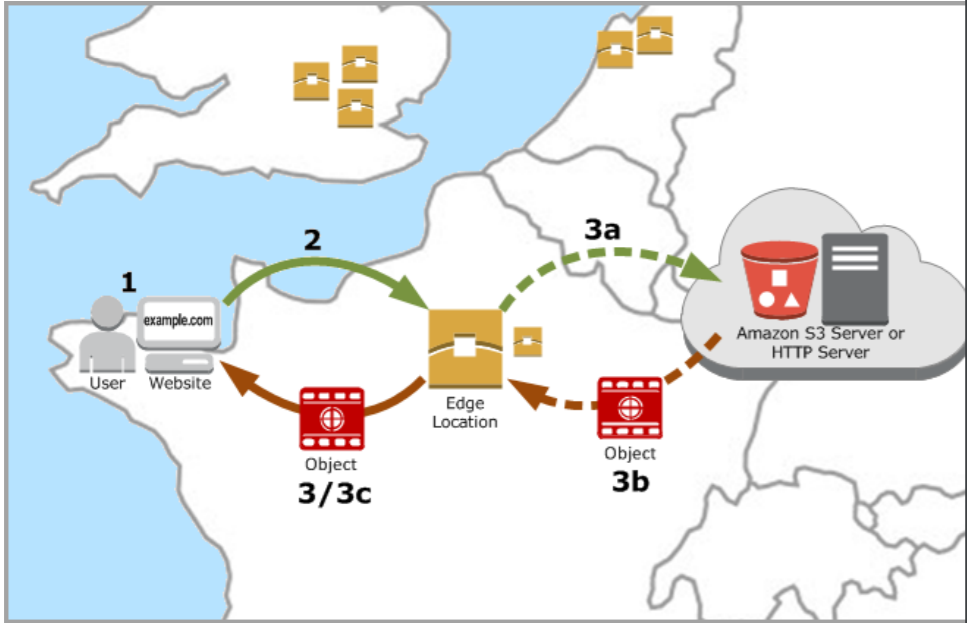 2
3a
1
example.com
User
Website
Amazon S3 Server or
HTTP Server
Edge
Location
Object
3/3c
Object
3b